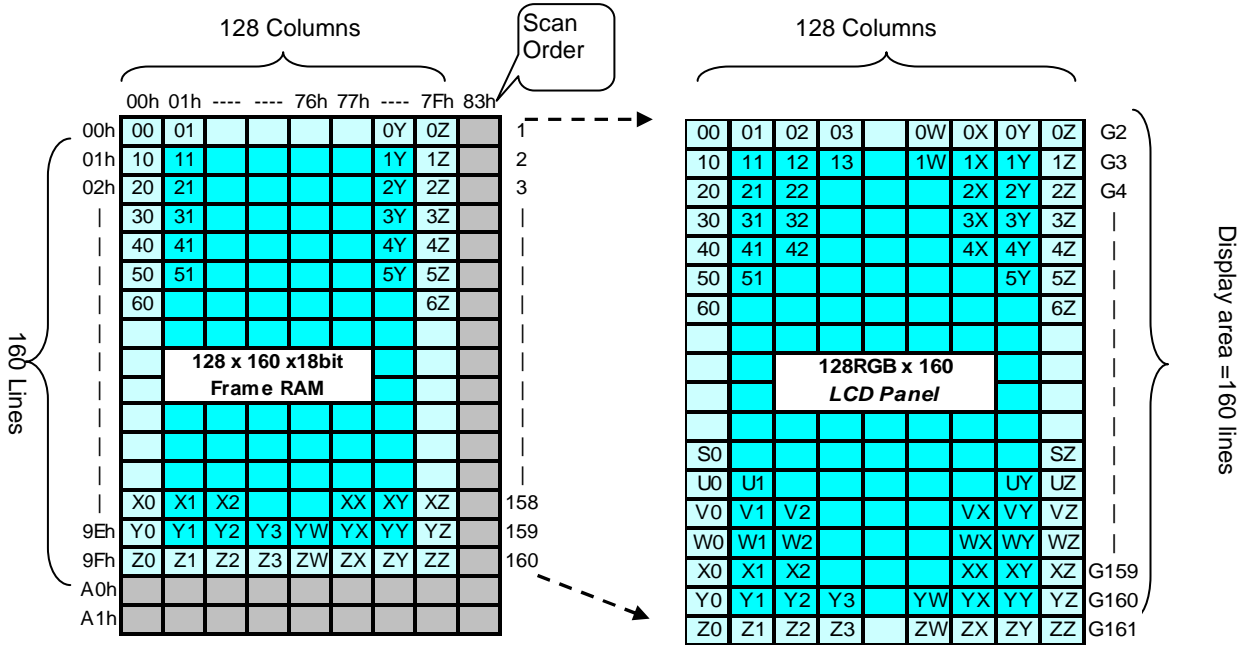 128 Columns
Scan
Order
128 Columns
00h 01h ---- ---- 76h 77h ---- 7Fh 83h
00h 00 01 0Y 0Z 1
01h 10 11 1Y 1Z 2
02h 20 21 2Y 2Z 3
30 31 3Y 3Z
40 41 4Y 4Z
50 51 5Y 5Z
60 6Z
160 Lines
128 x 160 x18bit
Frame RAM
X0 X1 X2 XX XY XZ 158
9Eh Y0 Y1 Y2 Y3 YW YX YY YZ 159
9Fh Z0 Z1 Z2 Z3 ZW ZX ZY ZZ 160
A0h
A1h
00 01 02 03 0W 0X 0Y 0Z G2
10 11 12 13 1W 1X 1Y 1Z G3
20 21 22 2X 2Y 2Z G4
30 31 32 3X 3Y 3Z
40 41 42 4X 4Y 4Z
50 51 5Y 5Z
60 6Z
128RGB x 160
LCD Panel
S0 SZ
U0 U1 UY UZ
V0 V1 V2 VX VY VZ
W0 W1 W2 WX WY WZ
X0 X1 X2 XX XY XZ G159
Y0 Y1 Y2 Y3 YW YX YY YZ G160
Z0 Z1 Z2 Z3 ZW ZX ZY ZZ G161
Display area =160 lines